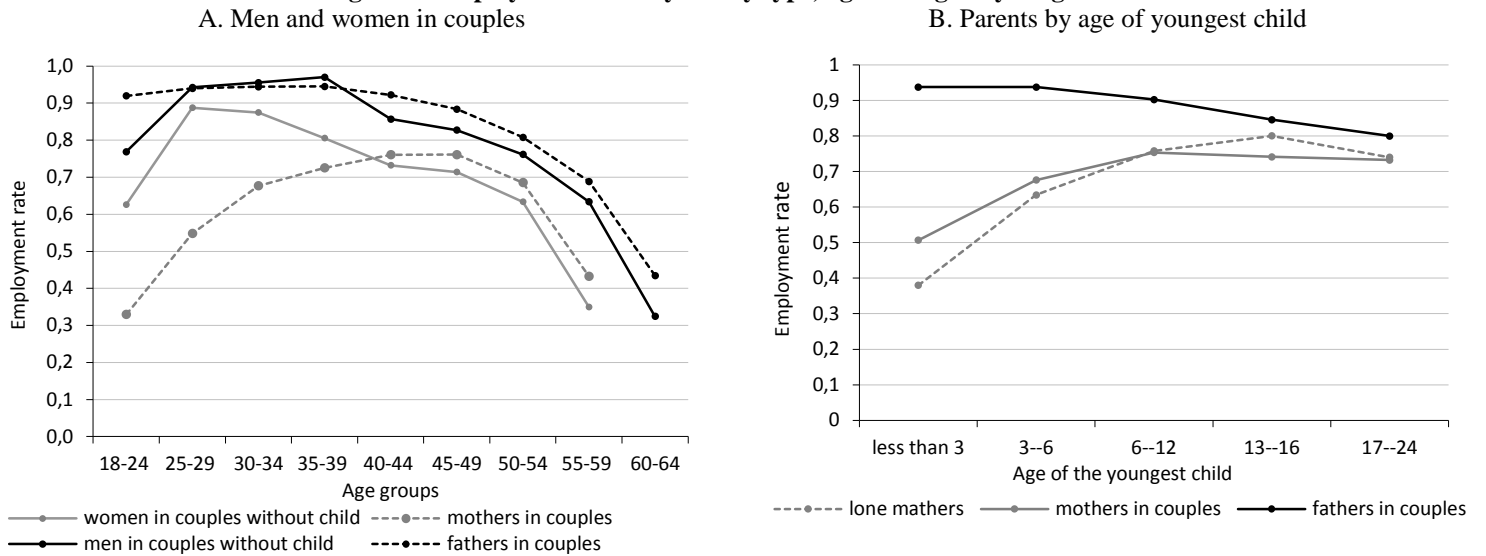 A. Men and women in couples
1,0
0,9
0,8
0,7
0,6
0,5
0,4
0,3
0,2
0,1
0,0
Employment rate
18-24 25-29 30-34 35-39 40-44 45-49 50-54 55-59 60-64
Age groups
women in couples without child mothers in couples
men in couples without child fathers in couples
B. Parents by age of youngest child
1
0,9
0,8
0,7
0,6
0,5
0,4
0,3
0,2
0,1
0
Employment rate
less than 3 3--6 6--12 13--16 17--24
Age of the youngest child
lone mathers mothers in couples fathers in couples